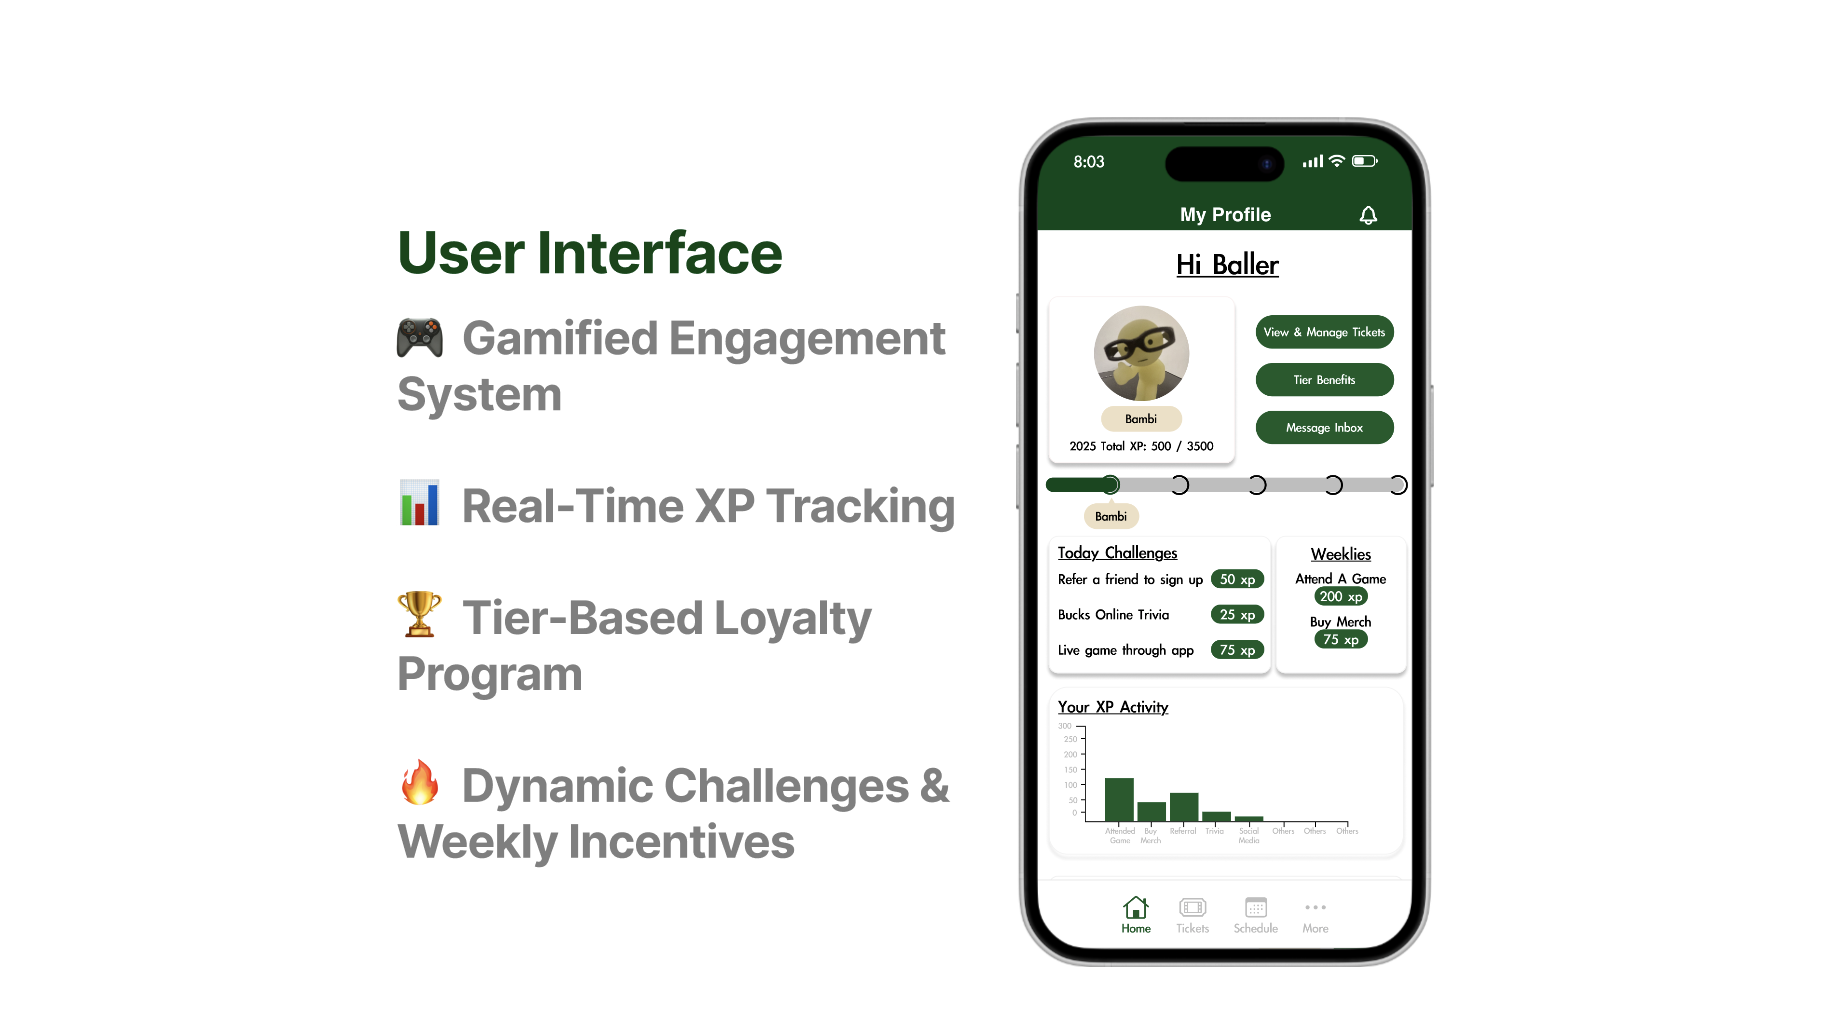 User Interface
🎮 Gamified Engagement
System
📊 Real-Time XP Tracking
🏆 Tier-Based Loyalty
Program
🔥 Dynamic Challenges &
Weekly Incentives
8:03
My Profile
Hi Baller
Bambi
2025 Total XP: 500 / 3500
View & Manage Tickets
Tier Benefits
Message Inbox
Bambi
Today Challenges
Refer a friend to sign up 50 xp
Bucks Online Trivia 25 xp
Live game through app 75 xp
Weeklies
Attend A Game
200 xp
Buy Merch
75 xp
Your XP Activity
300
250
200
150
100
50
0
Attended Buy Referral Trivia Social Others Others Others
Game Merch Media
Home Tickets Schedule More